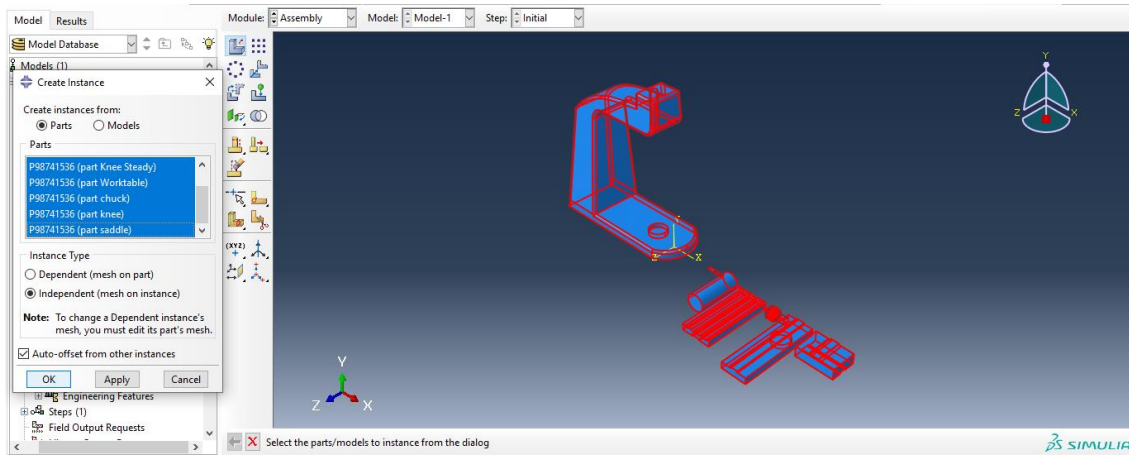 Model Results
Module: Assembly Model: Model-1 Step: Initial
Model Database
Models (1)
Create Instance
Create instances from:
Parts Models
Parts
P98741536 (part Knee Steady)
P98741536 (part Worktable)
P98741536 (part chuck)
P98741536 (part knee)
P98741536 (part saddle)
Instance Type
Dependent (mesh on part)
Independent (mesh on instance)
Note: To change a Dependent instance's
mesh, you must edit its part's mesh.
Auto-offset from other instances
OK Apply Cancel
Engineering Features
Steps (1)
Field Output Requests
(XYZ)
Y
Z X
Y
Z X
Y
Z X
Select the parts/models to instance from the dialog
SIMULIA